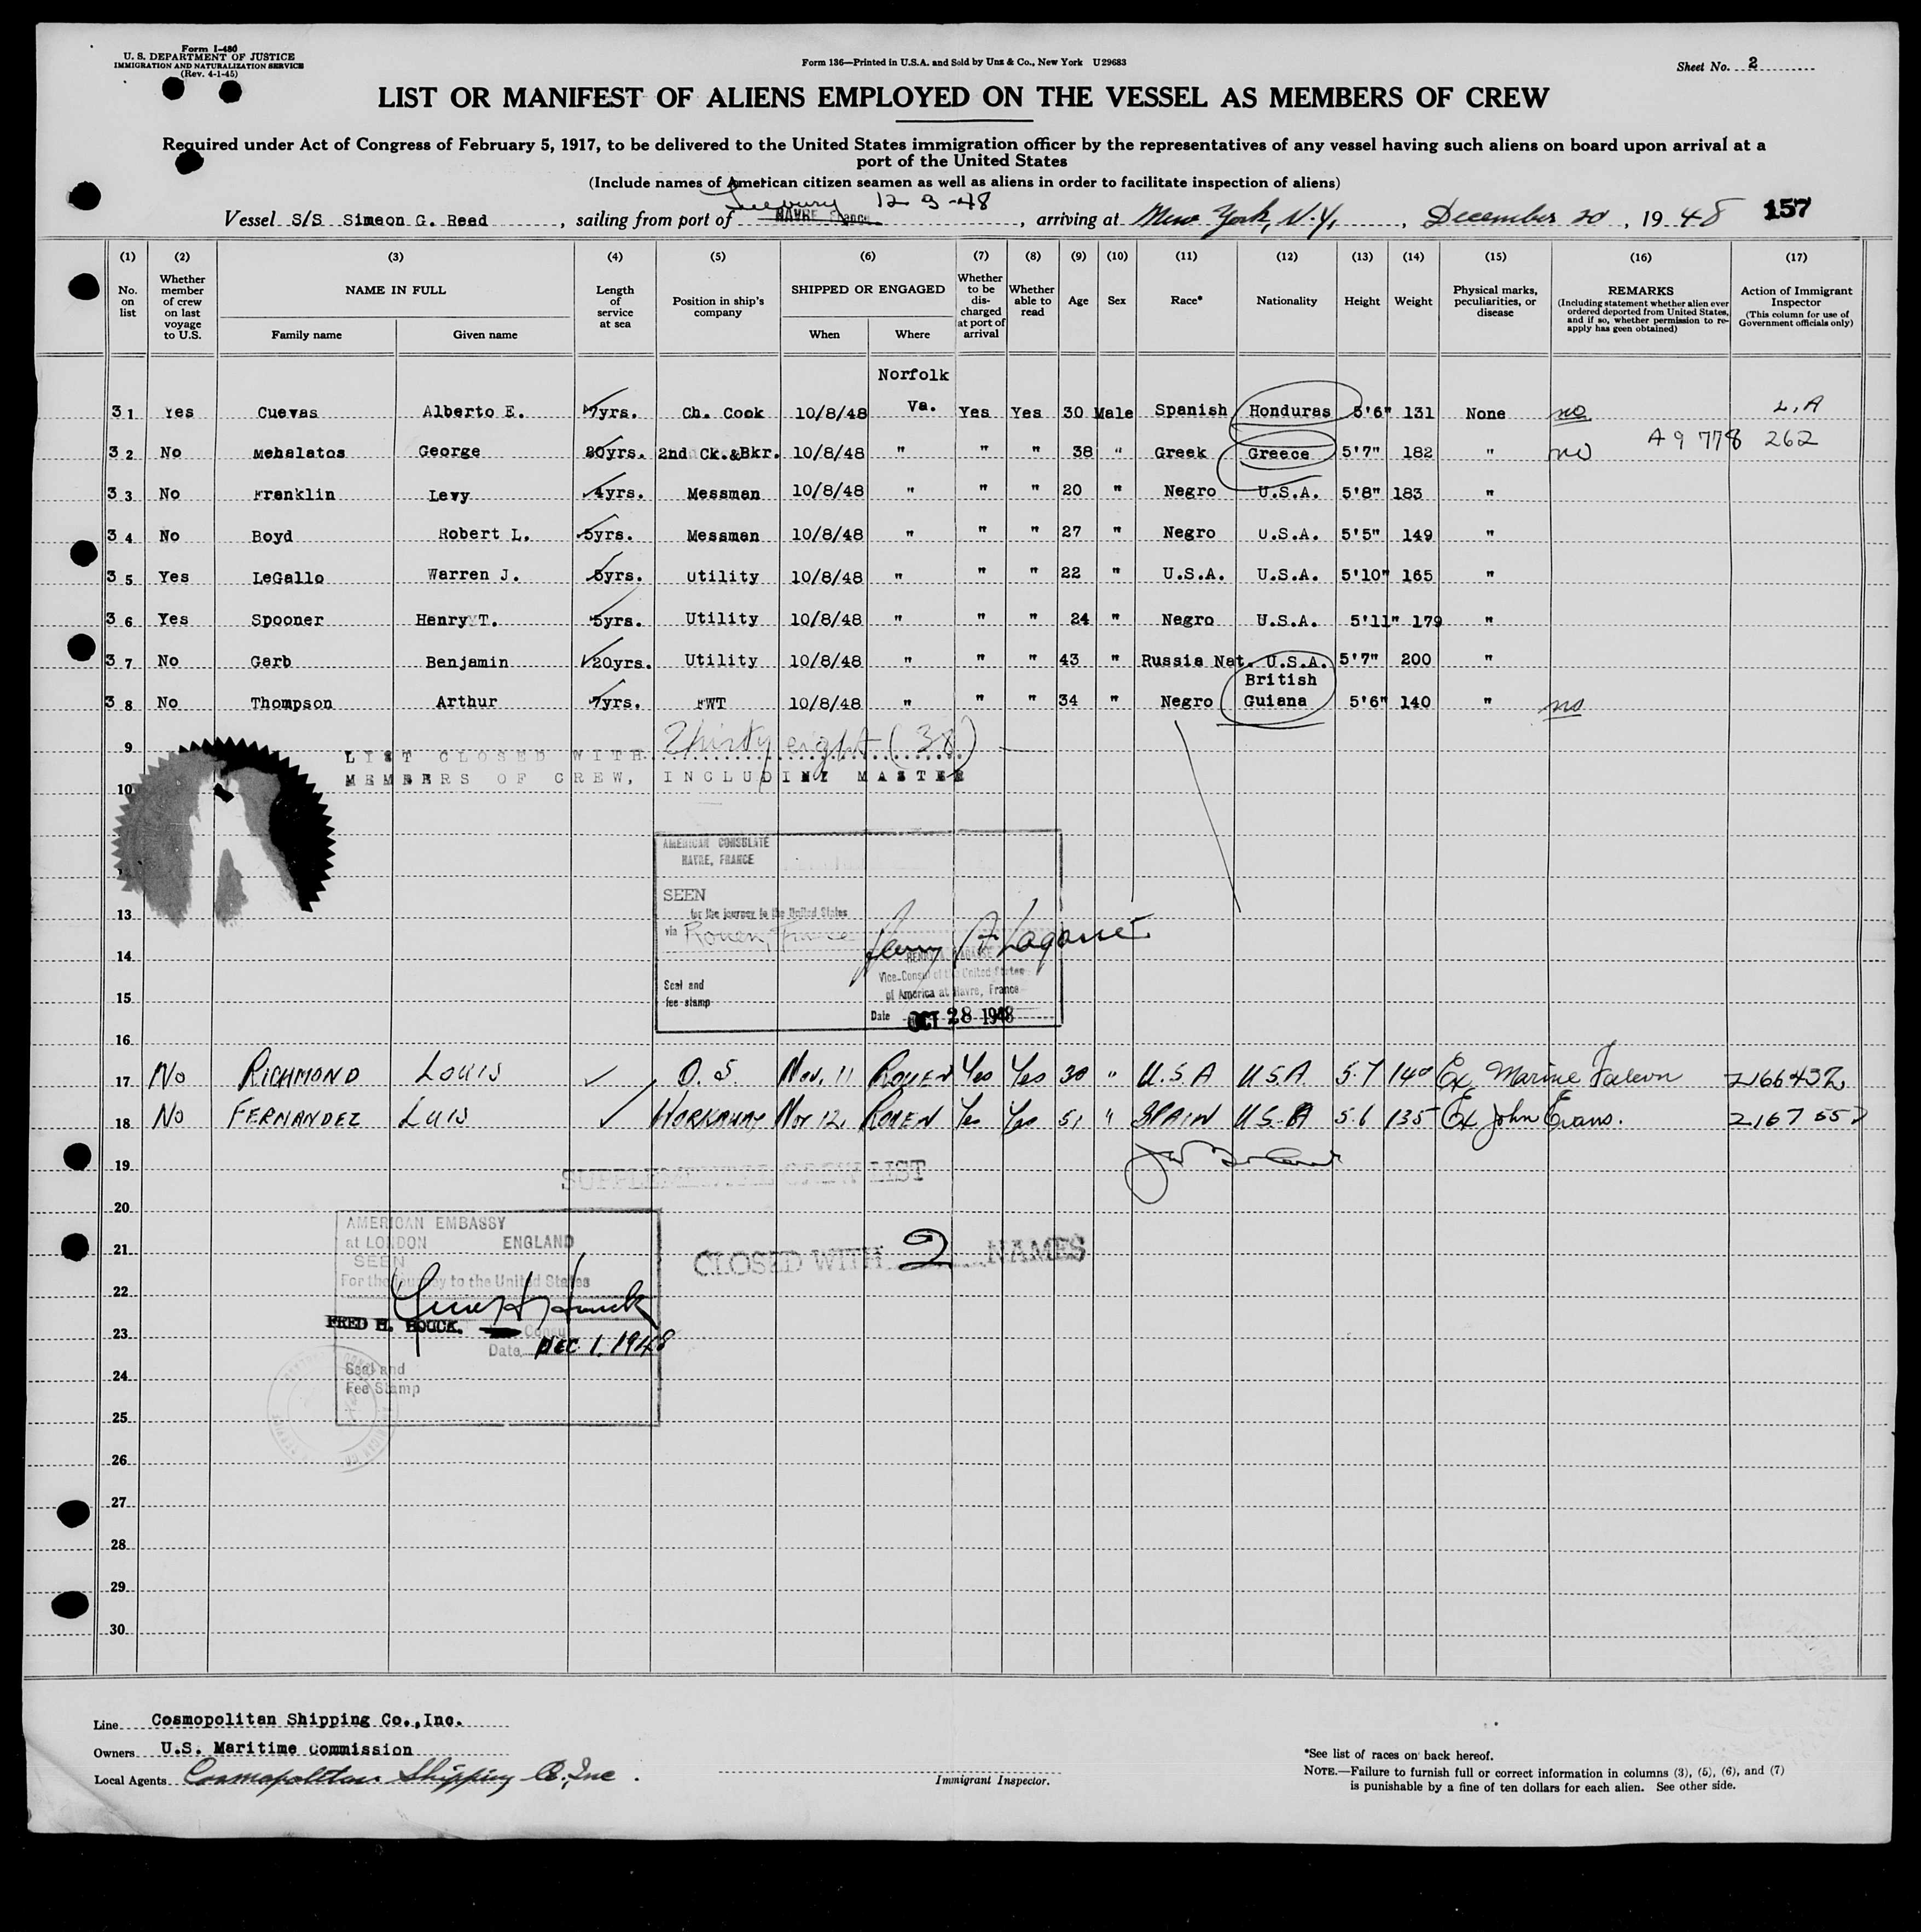 Form I-480
U. S. DEPARTMENT OF JUSTICE
IMMIGRATION AND NATURALIZATION SERVICE
(Rev. 4-1-45)
Form 136—Printed in U.S.A. and Sold by Unz & Co., New York U29683
Sheet No. 2
LIST OR MANIFEST OF ALIENS EMPLOYED ON THE VESSEL AS MEMBERS OF CREW
Required under Act of Congress of February 5, 1917, to be delivered to the United States immigration officer by the representatives of any vessel having such aliens on board upon arrival at a
port of the United States
(Include names of American citizen seamen as well as aliens in order to facilitate inspection of aliens)
12-3-48
Vessel S/S Simeon G. Reed, sailing from port of HAVRE France, arriving at New York, N.Y., December 20, 1948 157
(1) (2) (3) (4) (5) (6) (7) (8) (9) (10) (11) (12) (13) (14) (15) (16) (17)
No. on list
Whether member of crew on last voyage to U.S.
NAME IN FULL
Family name
Given name
Length of service at sea
Position in ship's company
SHIPPED OR ENGAGED
When
Where
Whether to be discharged at port of arrival
Whether able to read
Age
Sex
Race*
Nationality
Height
Weight
Physical marks, peculiarities, or disease
REMARKS
(Including statement whether alien ever ordered deported from United States, and if so, whether permission to re-apply has geen obtained)
Action of Immigrant Inspector
(This column for use of Government officials only)
Norfolk
31 Yes Cuevas Alberto E. 7yrs. Ch. Cook 10/8/48 Va. Yes Yes 30 Male Spanish Honduras 5'6" 131 None no L,A
A9 778 262
32 No Mehalatos George 20yrs. 2nd Ck.&Bkr. 10/8/48 " " " 38 " Greek Greece 5'7" 182 " no
33 No Franklin Levy 4yrs. Messman 10/8/48 " " " 20 " Negro U.S.A. 5'8" 183 "
34 No Boyd Robert L. 5yrs. Messman 10/8/48 " " " 27 " Negro U.S.A. 5'5" 149 "
35 Yes LeGallo Warren J. 5yrs. Utility 10/8/48 " " " 22 " U.S.A. U.S.A. 5'10" 165 "
36 Yes Spooner Henry T. 5yrs. Utility 10/8/48 " " " 24 " Negro U.S.A. 5'11" 179 "
37 No Garb Benjamin 20yrs. Utility 10/8/48 " " " 43 " Russia Nat. U.S.A. 5'7" 200 "
British
38 No Thompson Arthur 7yrs. FWT 10/8/48 " " " 34 " Negro Guiana 5'6" 140 " no
9
LIST CLOSED WITH Thirty eight (38)
10 MEMBERS OF CREW, INCLUDING MASTER
AMERICAN CONSULATE
HAVRE, FRANCE
SEEN
for the journey to the United States
13
via Rouen, France
14
Vice-Consul of the United States
of America at Havre, France
Seal and
fee stamp
15
Date OCT 28 1948
16
17 No RICHMOND LOUIS O.S. Nov. 11 ROUEN Yes Yes 30 " U.S.A U.S.A. 5.7 140 Ex Marine Falcon Z166432
18 No FERNANDEZ LUIS WORKAWAY Nov 12, ROUEN Yes Yes 51 " SPAIN U.S.A 5.6 135 Ex John Evans.
19
SUPPLEMENTAL CREW LIST
20
AMERICAN EMBASSY
at LONDON ENGLAND
21
SEEN
CLOSED WITH 2 NAMES
For the journey to the United States
22
23
FRED H. HOUCK. Consul
Date DEC. 1. 1948
24
Seal and
Fee Stamp
25
26
27
28
29
30
Line Cosmopolitan Shipping Co.,Inc.
Owners U.S. Maritime Commission
Local Agents Cosmopolitan Shipping Co., Inc.
Immigrant Inspector.
*See list of races on back hereof.
NOTE.—Failure to furnish full or correct information in columns (3), (5), (6), and (7)
is punishable by a fine of ten dollars for each alien. See other side.